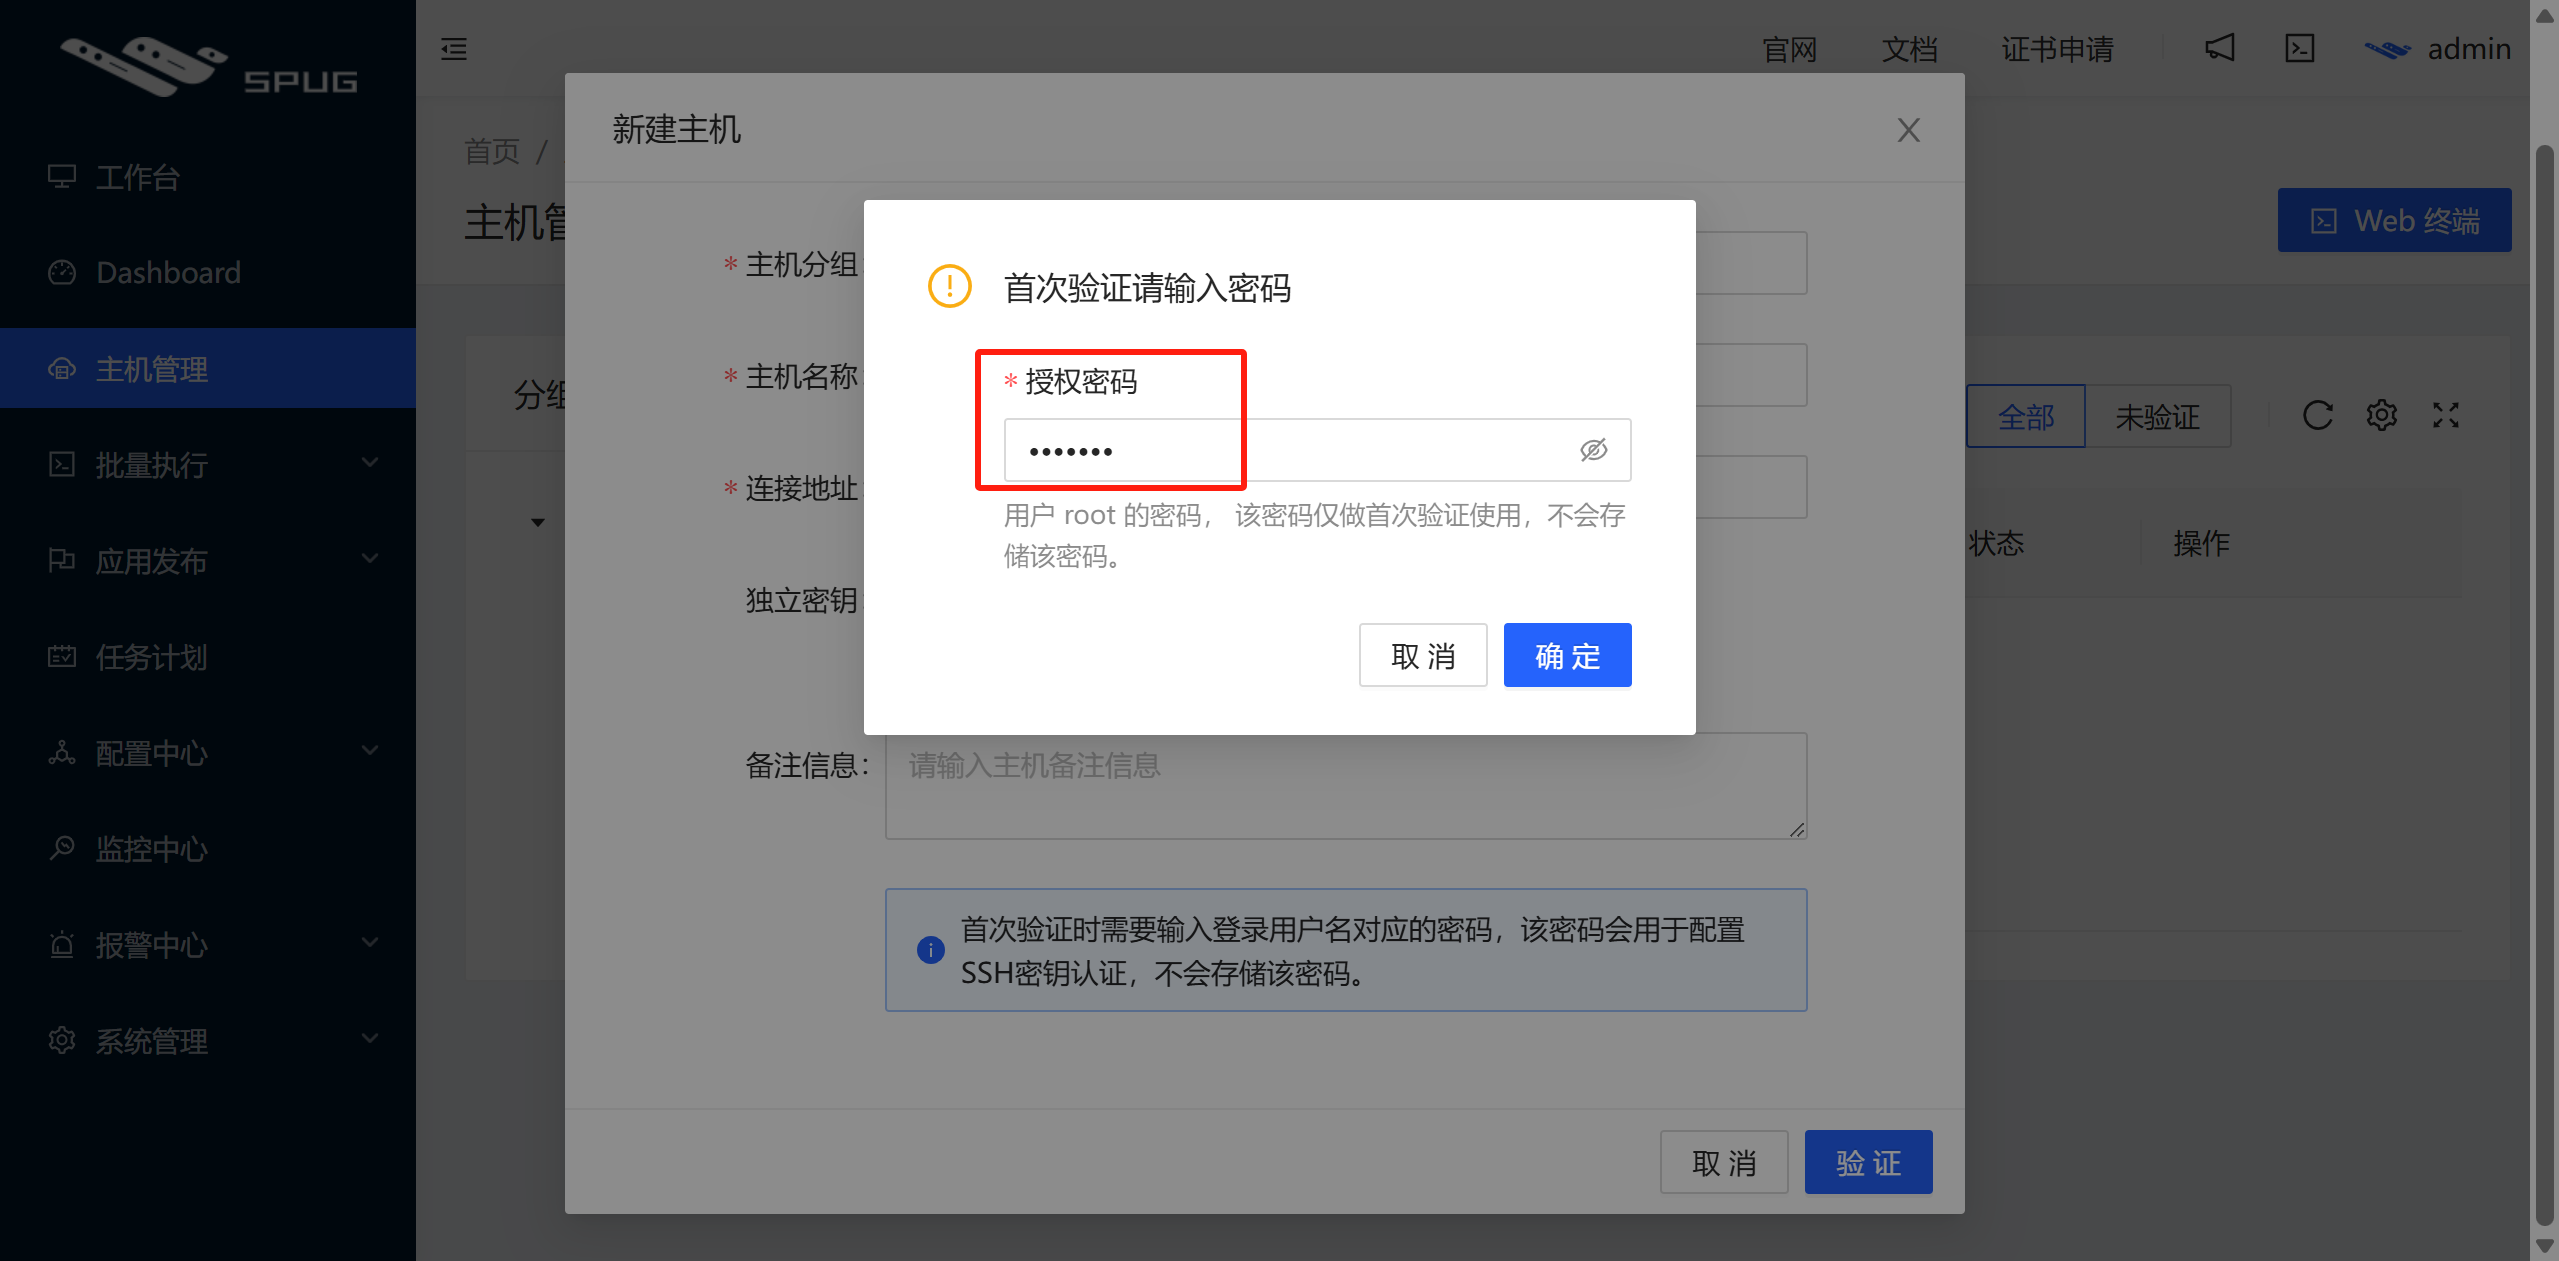 SPUG
工作台
Dashboard
主机管理
批量执行
应用发布
任务计划
配置中心
监控中心
报警中心
系统管理
官网 文档 证书申请 admin
首页 /
主机管
Web 终端
分组
全部 未验证
状态 操作
新建主机
* 主机分组:
* 主机名称:
* 连接地址:
独立密钥:
备注信息: 请输入主机备注信息
首次验证时需要输入登录用户名对应的密码，该密码会用于配置
SSH密钥认证，不会存储该密码。
取 消 验 证
首次验证请输入密码
* 授权密码
•••••••
用户 root 的密码， 该密码仅做首次验证使用，不会存
储该密码。
取 消 确 定